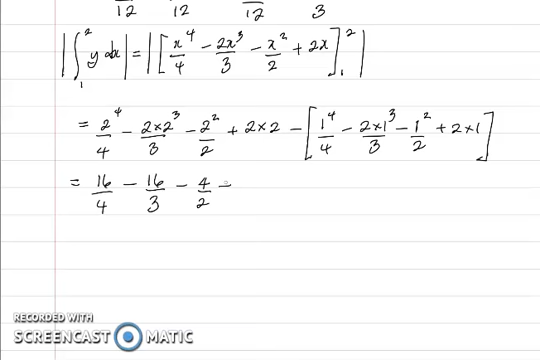 12 12 12 3
|∫₁² y dx| = |[x⁴/4 − 2x³/3 − x²/2 + 2x]₁²|
= 2⁴/4 − 2×2³/3 − 2²/2 + 2×2 − [1⁴/4 − 2×1³/3 − 1²/2 + 2×1]
= 16/4 − 16/3 − 4/2 −
RECORDED WITH
SCREENCAST MATIC